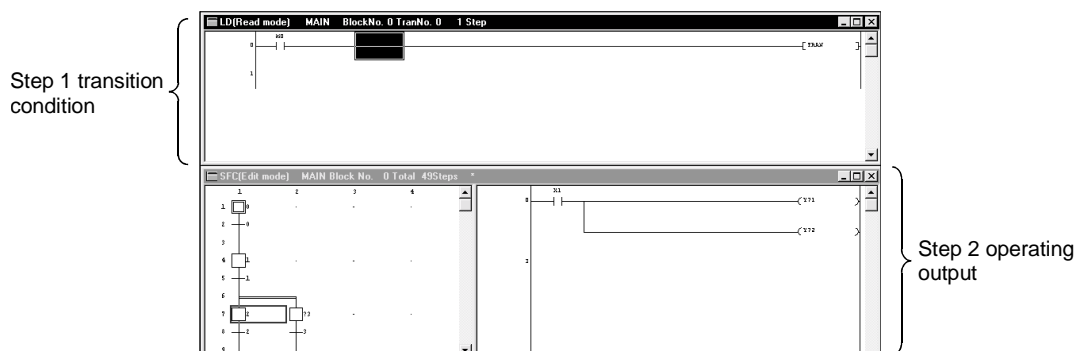 LD(Read mode) MAIN BlockNo. 0 TranNo. 0 1 Step
0
[ TRAN ]
1
Step 1 transition
condition
SFC(Edit mode) MAIN Block No. 0 Total 49Steps *
1 2 3 4
1 0
2 0
3
4 1
5 1
6
7 2 ?3
8 2 3
9
X1
0
( Y71 )
( Y72 )
3
Step 2 operating
output